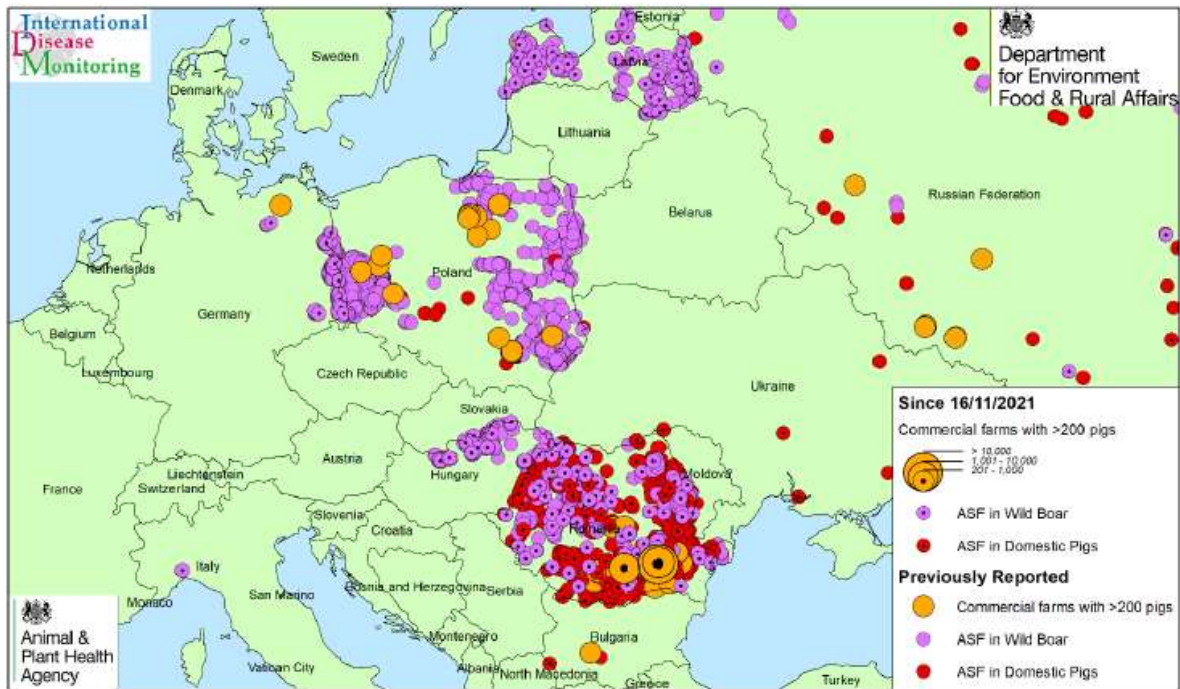 International
Disease
Monitoring
Department
for Environment
Food & Rural Affairs
Estonia
Sweden
Latvia
Denmark
Lithuania
Russian Federation
Belarus
Netherlands
Poland
Germany
Belgium
Luxembourg
Czech Republic
Ukraine
Slovakia
Austria
Liechtenstein
Hungary
Moldova
France
Switzerland
Slovenia
Croatia
Romania
Italy
Bosnia and Herzegovina
Monaco
San Marino
Serbia
Montenegro
Bulgaria
Vatican City
Albania
North Macedonia
Greece
Turkey
Since 16/11/2021
Commercial farms with >200 pigs
> 10,000
1,001 - 10,000
201 - 1,000
ASF in Wild Boar
ASF in Domestic Pigs
Previously Reported
Commercial farms with >200 pigs
ASF in Wild Boar
ASF in Domestic Pigs
Animal &
Plant Health
Agency